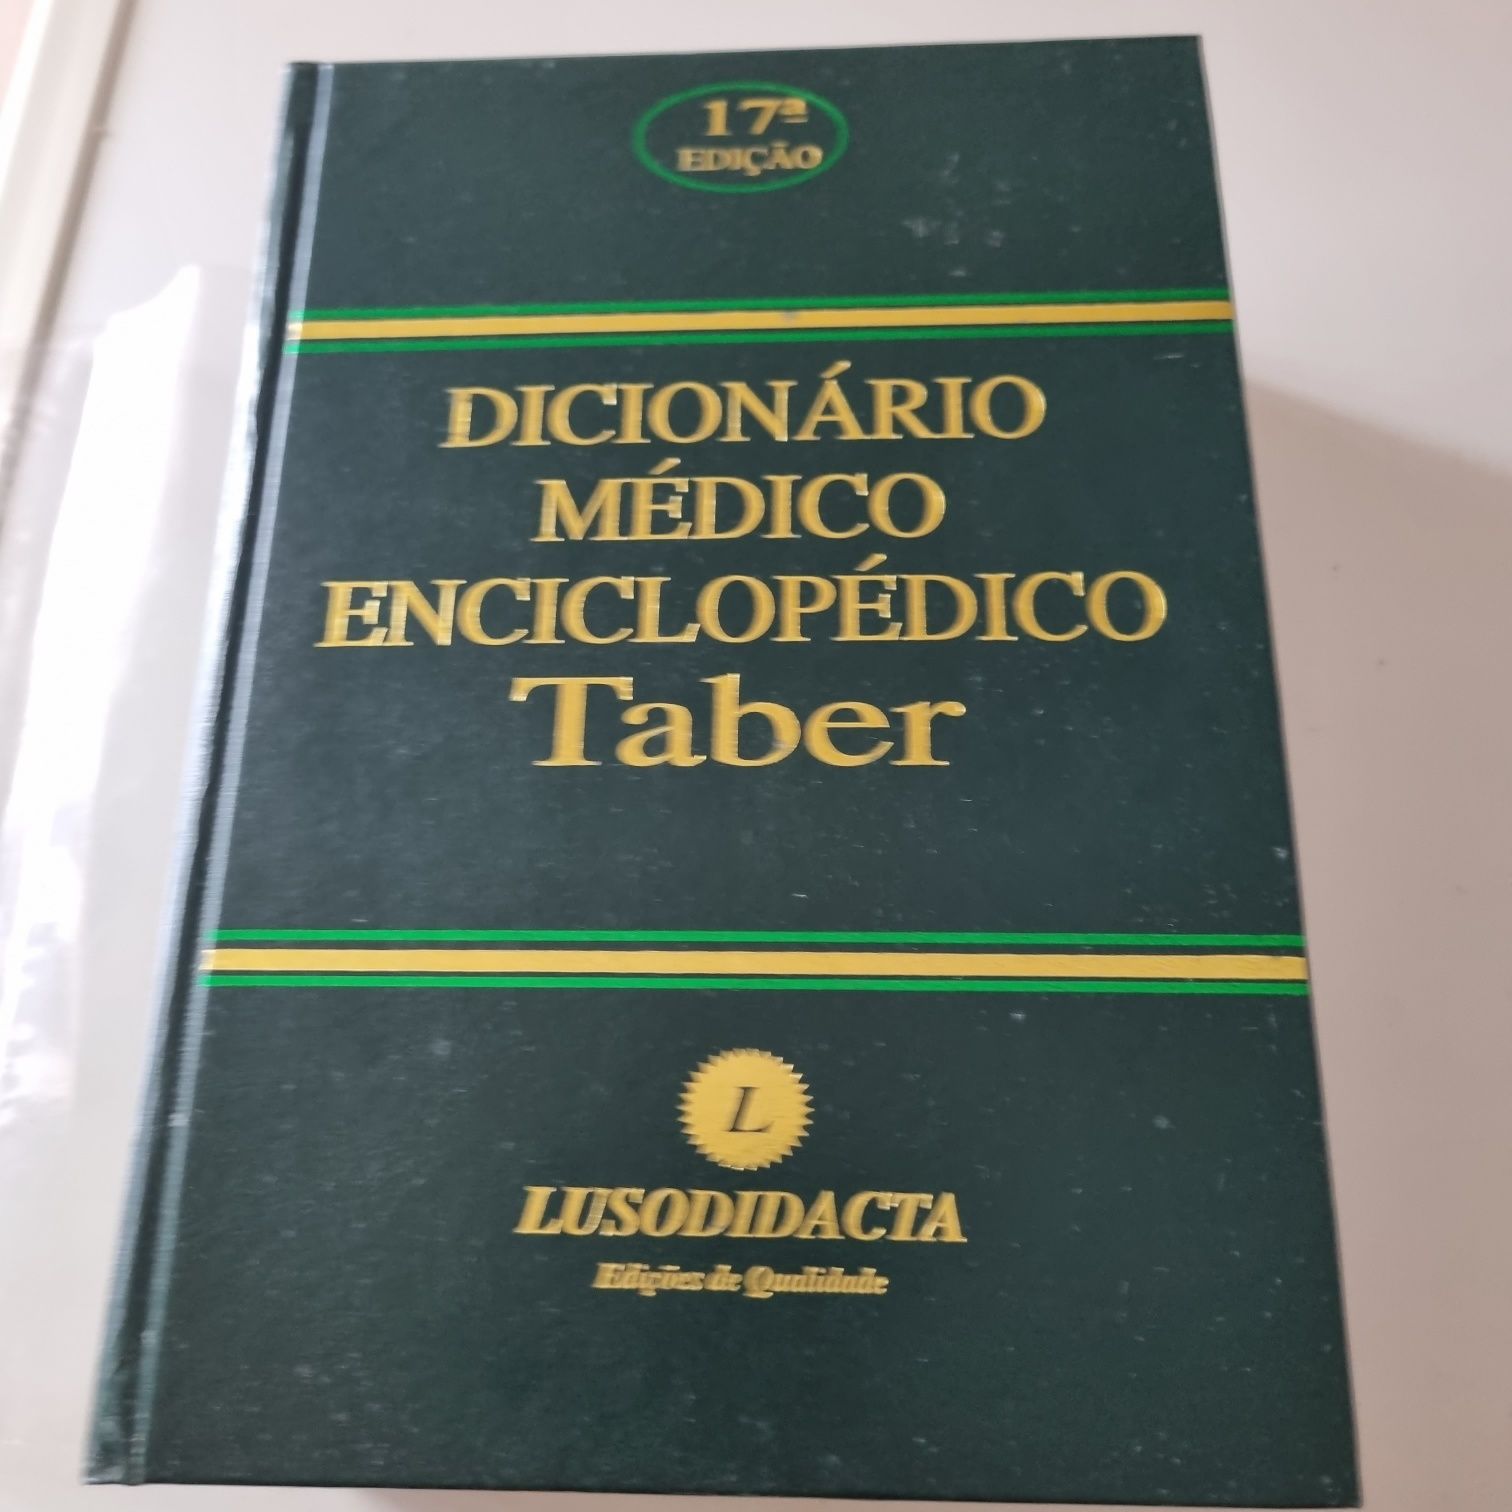 17ª
EDIÇÃO
DICIONÁRIO
MÉDICO
ENCICLOPÉDICO
Taber
L
LUSODIDACTA
Edições de Qualidade